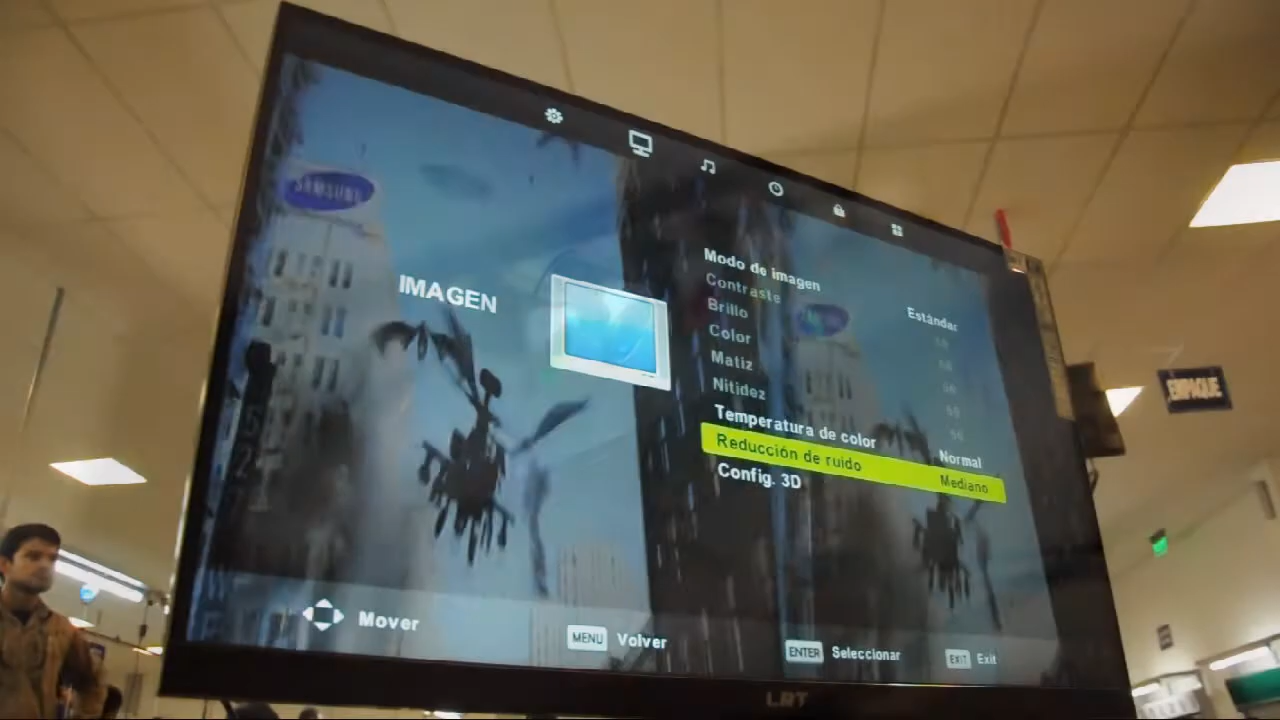 SAMSUNG
IMAGEN
Modo de imagen Estándar
Contraste
Brillo
Color
Matiz
Nitidez
Temperatura de color Normal
Reducción de ruido Mediano
Config. 3D
Mover
MENU Volver
ENTER Seleccionar
EXIT Exit
EMPAQUE